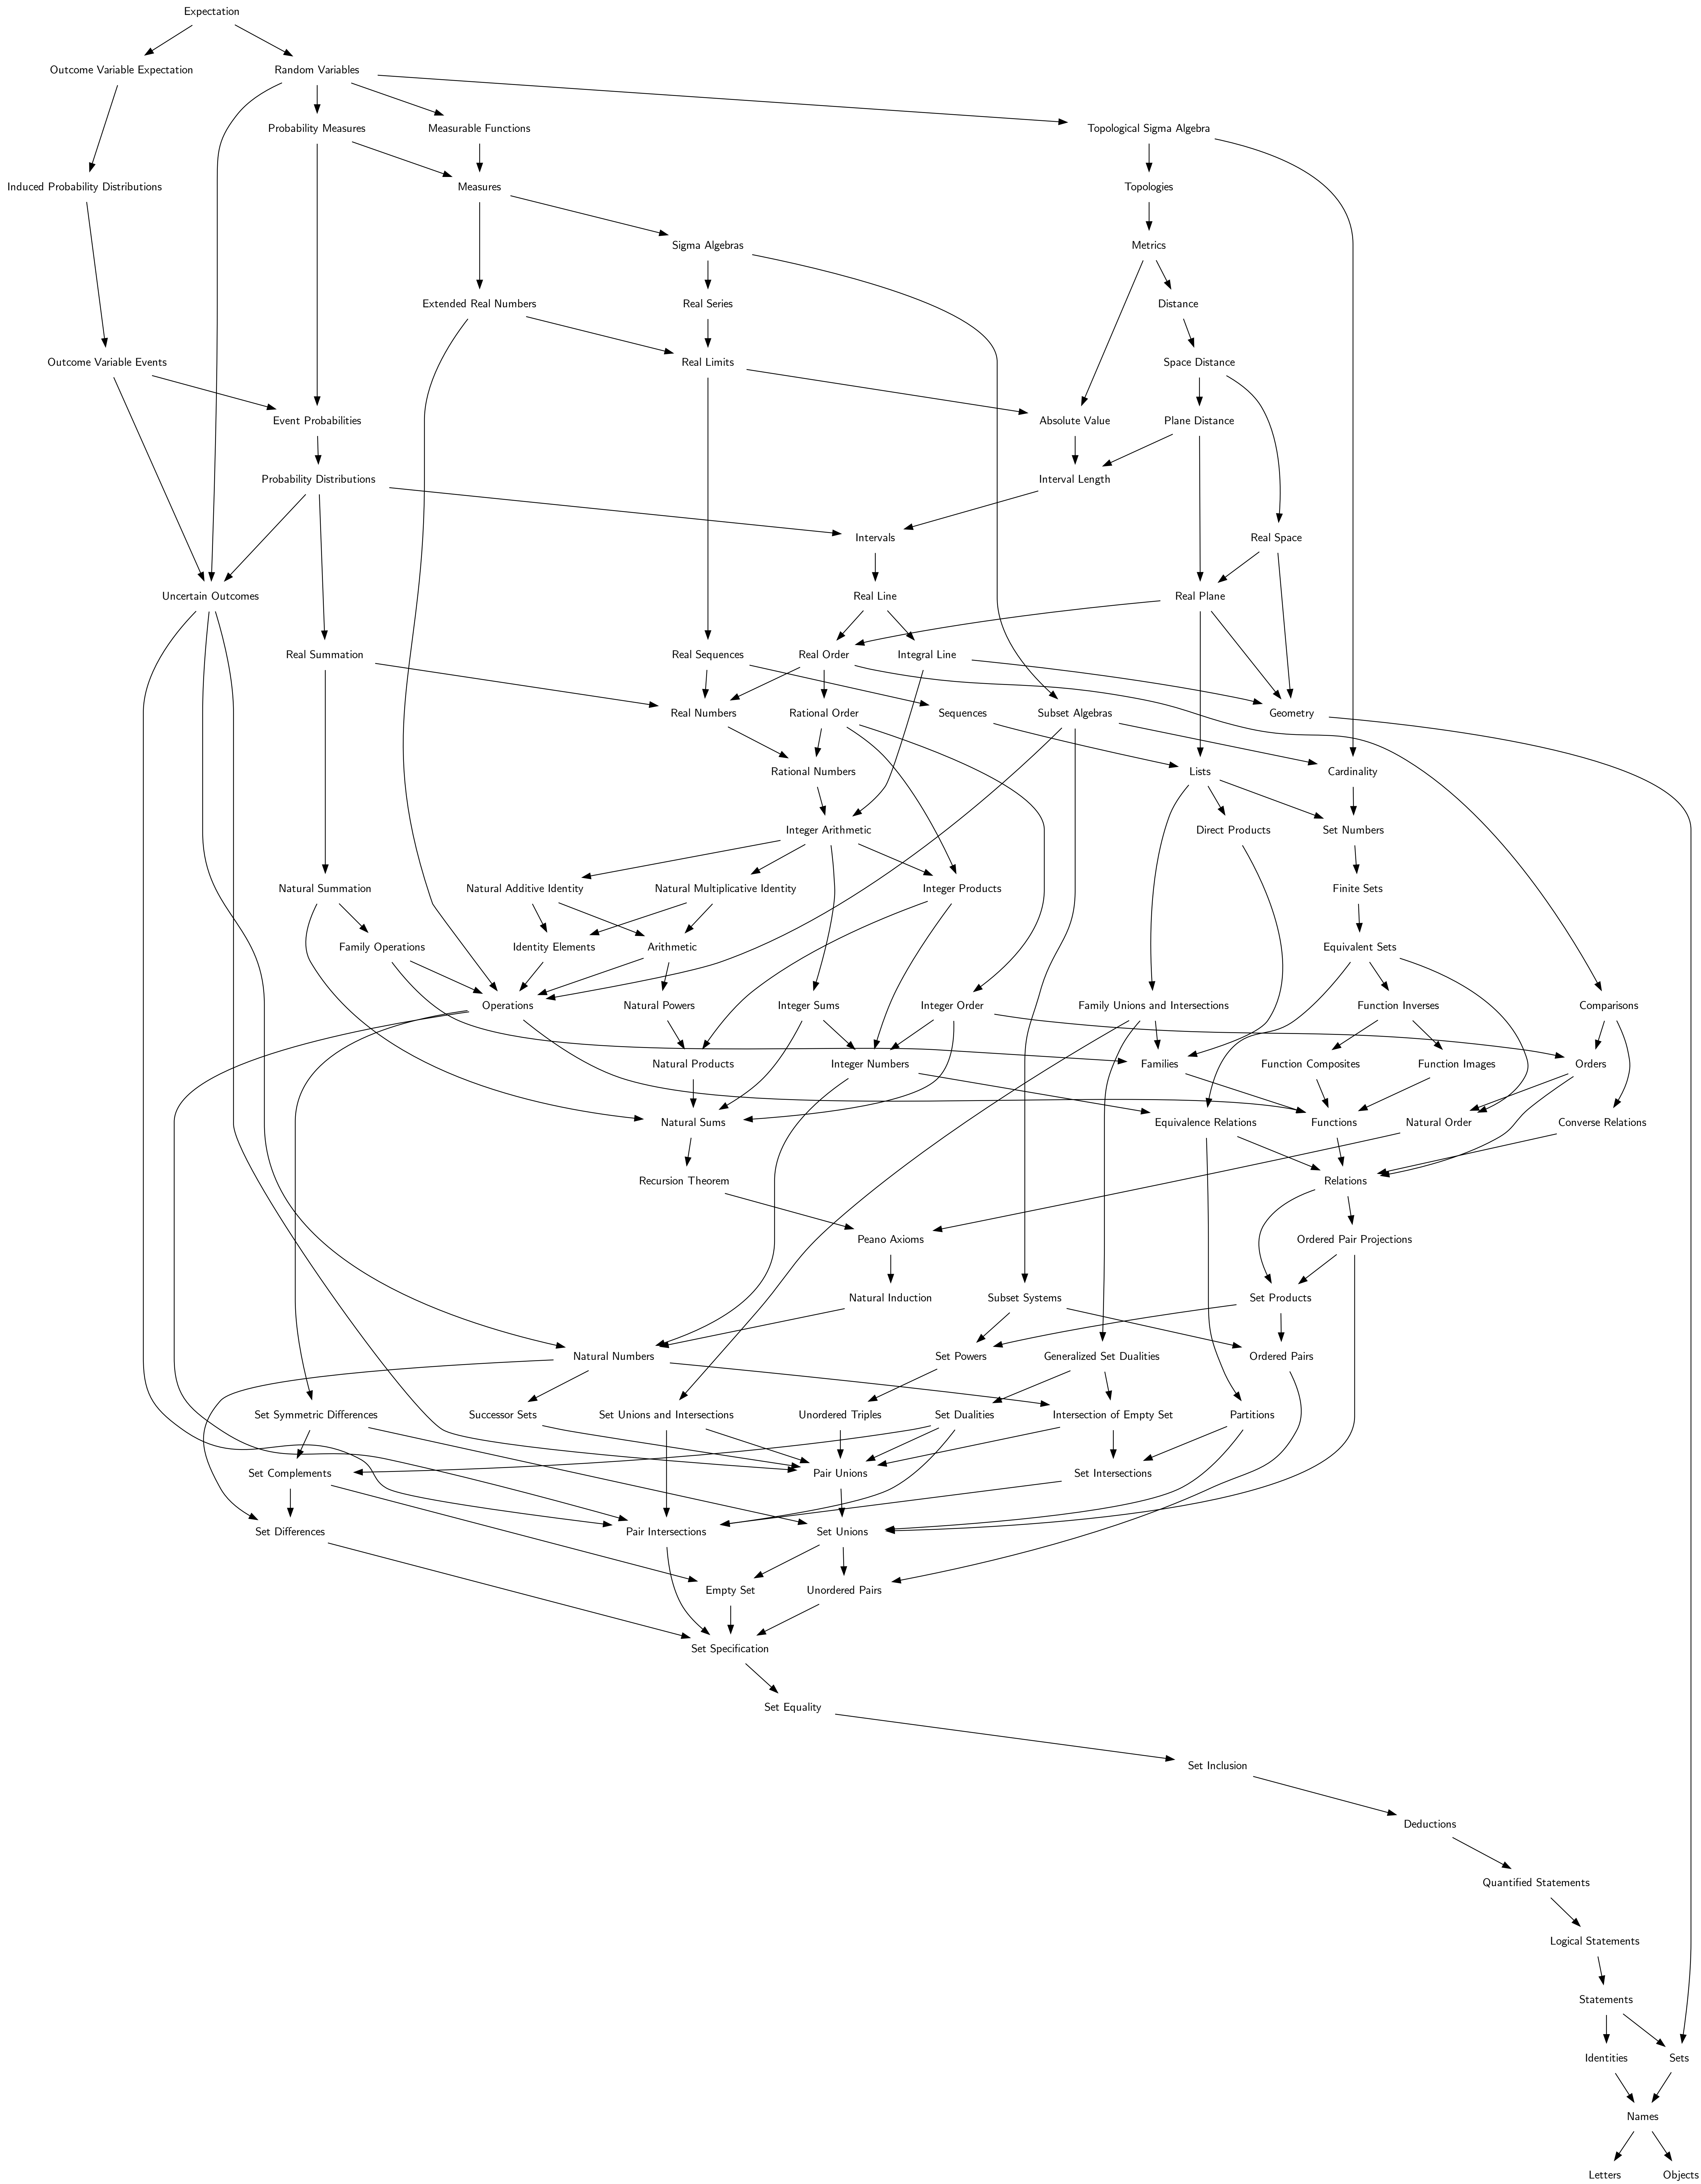 Expectation
Outcome Variable Expectation
Random Variables
Probability Measures
Measurable Functions
Topological Sigma Algebra
Induced Probability Distributions
Measures
Topologies
Sigma Algebras
Metrics
Extended Real Numbers
Real Series
Distance
Outcome Variable Events
Real Limits
Space Distance
Event Probabilities
Absolute Value
Plane Distance
Probability Distributions
Interval Length
Intervals
Real Space
Uncertain Outcomes
Real Line
Real Plane
Real Summation
Real Sequences
Real Order
Integral Line
Real Numbers
Rational Order
Sequences
Subset Algebras
Geometry
Rational Numbers
Lists
Cardinality
Integer Arithmetic
Direct Products
Set Numbers
Natural Summation
Natural Additive Identity
Natural Multiplicative Identity
Integer Products
Finite Sets
Family Operations
Identity Elements
Arithmetic
Equivalent Sets
Operations
Natural Powers
Integer Sums
Integer Order
Family Unions and Intersections
Function Inverses
Comparisons
Natural Products
Integer Numbers
Families
Function Composites
Function Images
Orders
Natural Sums
Equivalence Relations
Functions
Natural Order
Converse Relations
Recursion Theorem
Relations
Peano Axioms
Ordered Pair Projections
Natural Induction
Subset Systems
Set Products
Natural Numbers
Set Powers
Generalized Set Dualities
Ordered Pairs
Set Symmetric Differences
Successor Sets
Set Unions and Intersections
Unordered Triples
Set Dualities
Intersection of Empty Set
Partitions
Set Complements
Pair Unions
Set Intersections
Set Differences
Pair Intersections
Set Unions
Empty Set
Unordered Pairs
Set Specification
Set Equality
Set Inclusion
Deductions
Quantified Statements
Logical Statements
Statements
Identities
Sets
Names
Letters
Objects